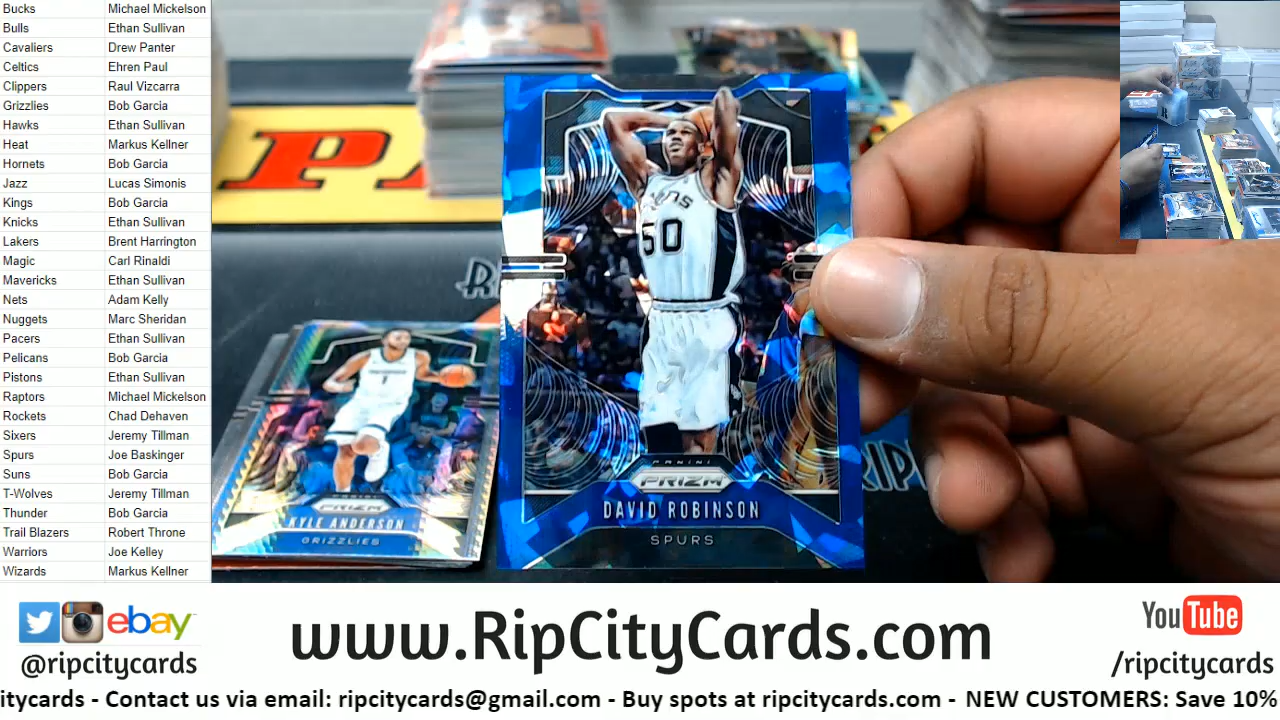 Bucks Michael Mickelson
Bulls Ethan Sullivan
Cavaliers Drew Panter
Celtics Ehren Paul
Clippers Raul Vizcarra
Grizzlies Bob Garcia
Hawks Ethan Sullivan
Heat Markus Kellner
Hornets Bob Garcia
Jazz Lucas Simonis
Kings Bob Garcia
Knicks Ethan Sullivan
Lakers Brent Harrington
Magic Carl Rinaldi
Mavericks Ethan Sullivan
Nets Adam Kelly
Nuggets Marc Sheridan
Pacers Ethan Sullivan
Pelicans Bob Garcia
Pistons Ethan Sullivan
Raptors Michael Mickelson
Rockets Chad Dehaven
Sixers Jeremy Tillman
Spurs Joe Baskinger
Suns Bob Garcia
T-Wolves Jeremy Tillman
Thunder Bob Garcia
Trail Blazers Robert Throne
Warriors Joe Kelley
Wizards Markus Kellner
50
PANINI
PRIZM
DAVID ROBINSON
SPURS
PANINI
PRIZM
KYLE ANDERSON
GRIZZLIES
RIP
ebay
@ripcitycards
www.RipCityCards.com
YouTube
/ripcitycards
citycards - Contact us via email: ripcitycards@gmail.com - Buy spots at ripcitycards.com - NEW CUSTOMERS: Save 10%